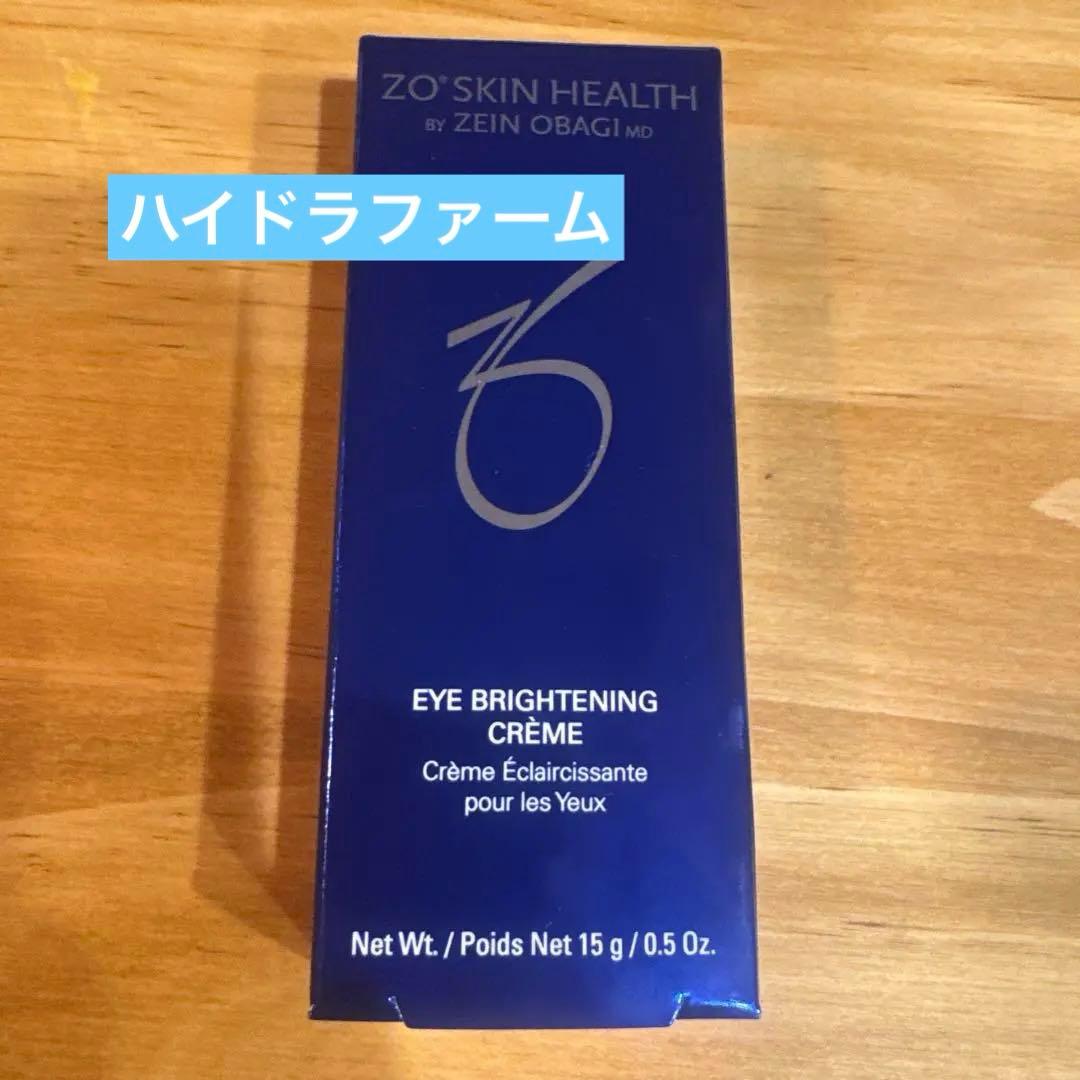 ZO® SKIN HEALTH
BY ZEIN OBAGI MD
ハイドラファーム
EYE BRIGHTENING
CRÈME
Crème Éclaircissante
pour les Yeux
Net Wt. / Poids Net 15 g / 0.5 Oz.